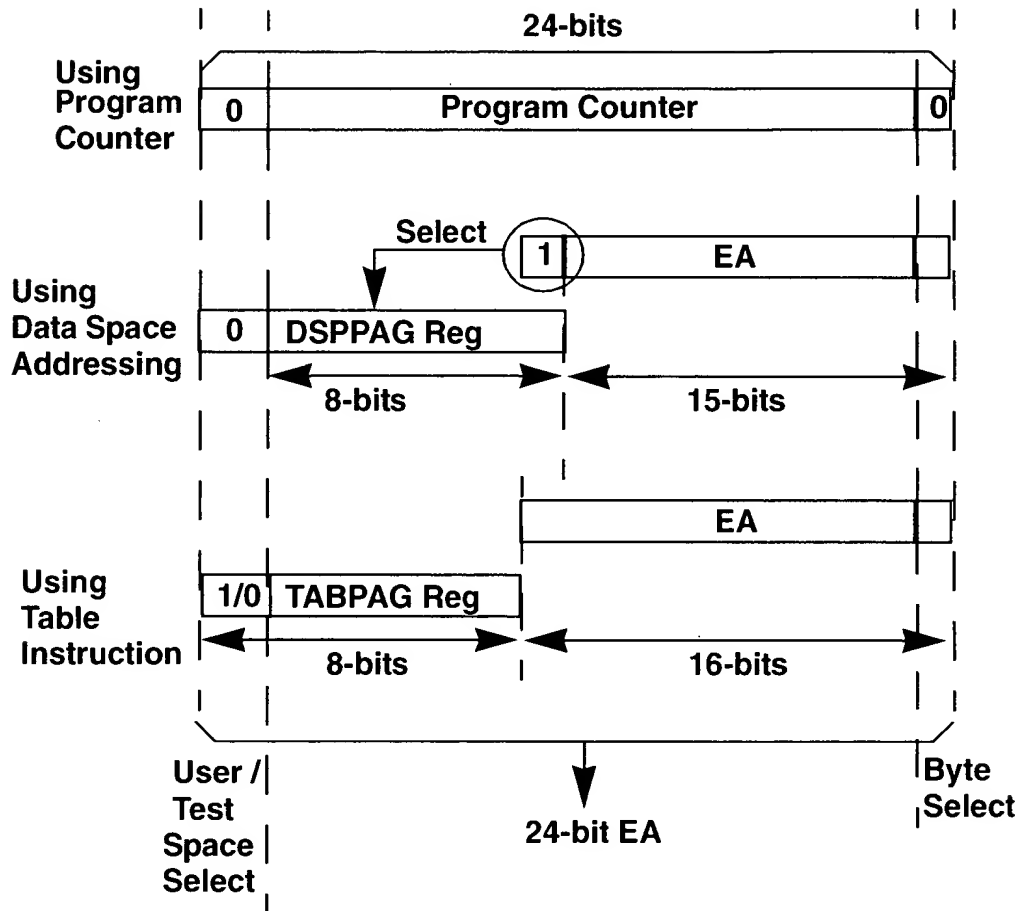 24-bits
Using
Program
Counter
0
Program Counter
0
Select
1
EA
Using
Data Space
Addressing
0
DSPPAG Reg
8-bits
15-bits
EA
Using
Table
Instruction
1/0
TABPAG Reg
8-bits
16-bits
User /
Test
Space
Select
24-bit EA
Byte
Select